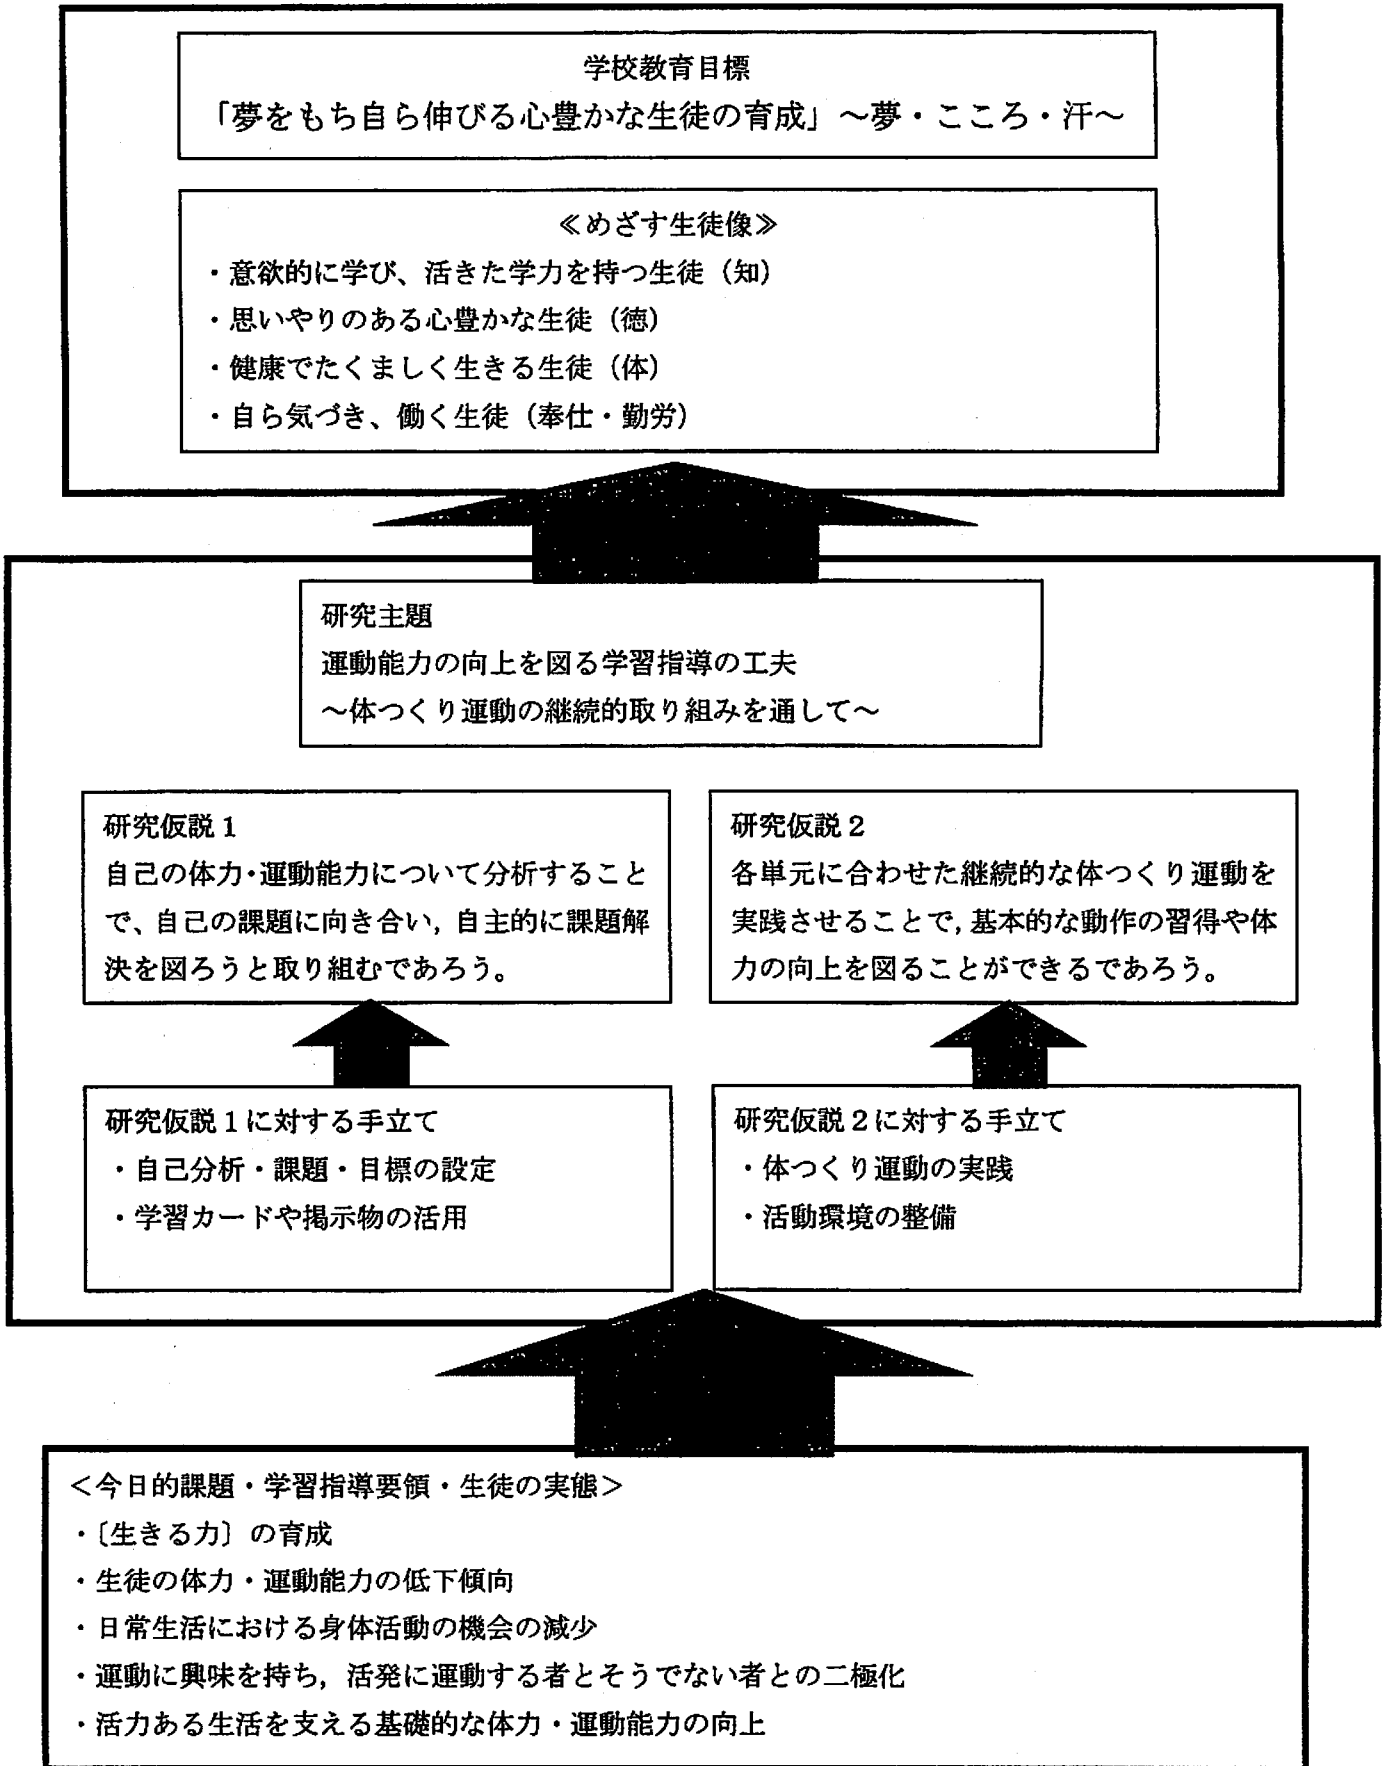 学校教育目標
「夢をもち自ら伸びる心豊かな生徒の育成」～夢・こころ・汗～
≪めざす生徒像≫
・意欲的に学び、活きた学力を持つ生徒（知）
・思いやりのある心豊かな生徒（徳）
・健康でたくましく生きる生徒（体）
・自ら気づき、働く生徒（奉仕・勤労）
研究主題
運動能力の向上を図る学習指導の工夫
～体つくり運動の継続的取り組みを通して～
研究仮説１
自己の体力・運動能力について分析すること
で、自己の課題に向き合い，自主的に課題解
決を図ろうと取り組むであろう。
研究仮説２
各単元に合わせた継続的な体つくり運動を
実践させることで，基本的な動作の習得や体
力の向上を図ることができるであろう。
研究仮説１に対する手立て
・自己分析・課題・目標の設定
・学習カードや掲示物の活用
研究仮説２に対する手立て
・体つくり運動の実践
・活動環境の整備
＜今日的課題・学習指導要領・生徒の実態＞
・〔生きる力〕の育成
・生徒の体力・運動能力の低下傾向
・日常生活における身体活動の機会の減少
・運動に興味を持ち，活発に運動する者とそうでない者との二極化
・活力ある生活を支える基礎的な体力・運動能力の向上